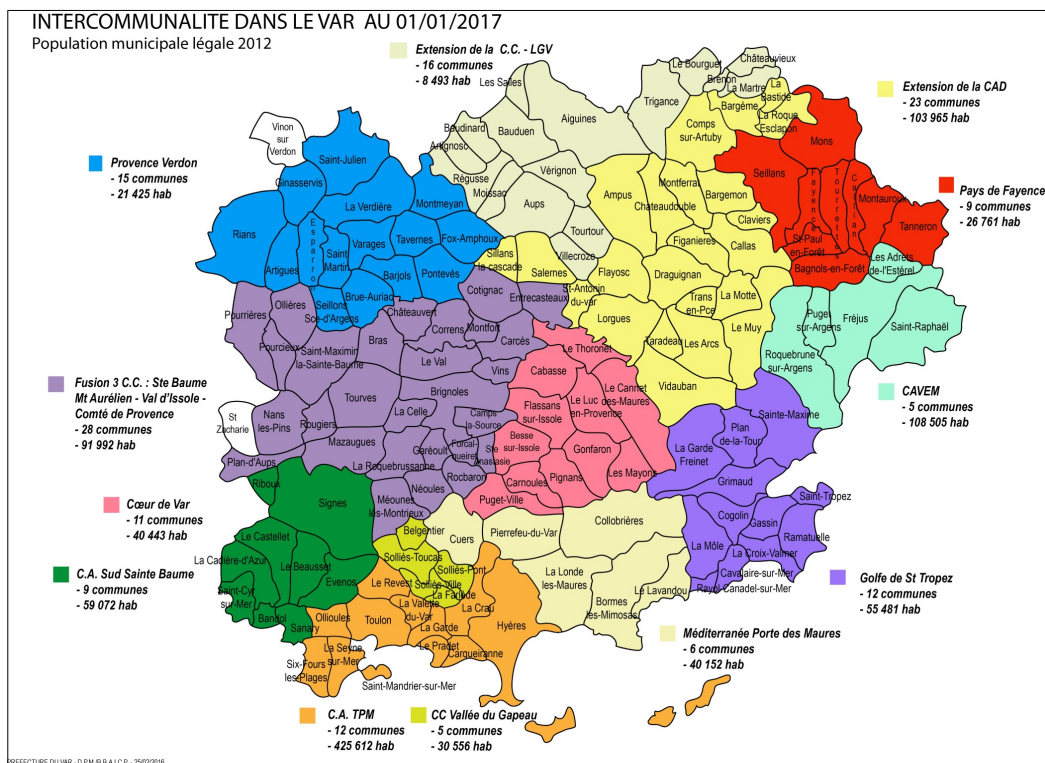 INTERCOMMUNALITE DANS LE VAR AU 01/01/2017
Population municipale légale 2012
Extension de la C.C. - LGV
- 16 communes
- 8 493 hab
Extension de la CAD
- 23 communes
- 103 965 hab
Provence Verdon
- 15 communes
- 21 425 hab
Pays de Fayence
- 9 communes
- 26 761 hab
Fusion 3 C.C. : Ste Baume
Mt Aurélien - Val d'Issole -
Comté de Provence
- 28 communes
- 91 992 hab
CAVEM
- 5 communes
- 108 505 hab
Cœur de Var
- 11 communes
- 40 443 hab
C.A. Sud Sainte Baume
- 9 communes
- 59 072 hab
Golfe de St Tropez
- 12 communes
- 55 481 hab
Méditerranée Porte des Maures
- 6 communes
- 40 152 hab
C.A. TPM
- 12 communes
- 425 612 hab
CC Vallée du Gapeau
- 5 communes
- 30 556 hab
Les Salles
Le Bourguet
Châteauvieux
Brenon
La Martre
Trigance
Aiguines
Bauduen
Baudinard
Artignosc
Vérignon
Régusse
Moissac
Aups
Tourtour
Villecroze
La
Bastide
Bargème
La Roque
Esclapon
Comps
sur-Artuby
Ampus
Montferrat
Chateaudouble
Bargemon
Claviers
Callas
Figanières
Flayosc
Draguignan
Sillans
la cascade
Salernes
St-Antonin
du-var
Lorgues
Trans
en-Pce
La Motte
Le Muy
Taradeau
Les Arcs
Vidauban
Mons
Seillans
Fayence
Tourrettes
Callian
Montauroux
Tanneron
St-Paul
en-Forêt
Bagnols-en-Forêt
Les Adrets
de-l'Estérel
Puget
sur-Argens
Fréjus
Saint-Raphaël
Roquebrune
sur-Argens
Vinon
sur
Verdon
Saint-Julien
Ginasservis
La Verdière
Montmeyan
Rians
Esparron
Saint
Martin
Varages
Tavernes
Fox-Amphoux
Artigues
Barjols
Pontevés
Seillons
Sce-d'Argens
Brue-Auriac
Ollières
Pourrières
Pourcieux
Saint-Maximin
la-Sainte-Baume
Bras
Châteauvert
Cotignac
Entrecasteaux
Correns
Montfort
Carcès
Le Val
Vins
Brignoles
Tourves
La Celle
Camps
la-Source
St
Zacharie
Nans
les-Pins
Rougiers
Mazaugues
Plan-d'Aups
La Roquebrussanne
Garéoult
Forcal-
queiret
Ste
Anastasie
Rocbaron
Néoules
Méounes
les-Montrieux
Le Thoronet
Cabasse
Le Cannet
des-Maures
Flassans
sur-Issole
Le Luc
en-Provence
Besse
sur-Issole
Gonfaron
Carnoules
Pignans
Les Mayons
Puget-Ville
Riboux
Signes
Le Castellet
La Cadière-d'Azur
Le Beausset
Evenos
Saint-Cyr
sur-Mer
Bandol
Sanary
Belgentier
Solliès-Toucas
Solliès-Pont
Solliès-Ville
La Farlède
Cuers
Pierrefeu-du-Var
Collobrières
La Londe
les-Maures
Bormes
les-Mimosas
Le Lavandou
Sainte-Maxime
Plan
de-la-Tour
La Garde
Freinet
Grimaud
Saint-Tropez
Cogolin
Gassin
Ramatuelle
La Môle
La Croix-Valmer
Cavalaire-sur-Mer
Rayol-Canadel-sur-Mer
Le Revest
La Valette
du-Var
La Crau
Ollioules
Toulon
La Garde
Hyères
Le Pradet
Carqueiranne
La Seyne
sur-Mer
Six-Fours
les-Plages
Saint-Mandrier-sur-Mer